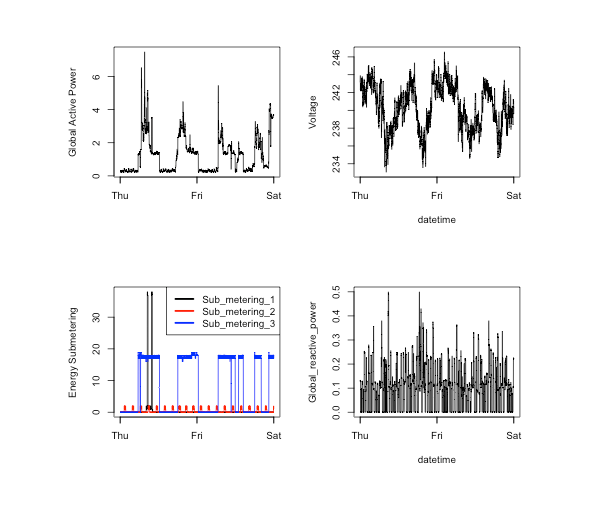 Global Active Power
6
4
2
0
Thu
Fri
Sat
Voltage
246
242
238
234
Thu
Fri
Sat
datetime
Energy Submetering
30
20
10
0
Sub_metering_1
Sub_metering_2
Sub_metering_3
Thu
Fri
Sat
Global_reactive_power
0.5
0.4
0.3
0.2
0.1
0.0
Thu
Fri
Sat
datetime